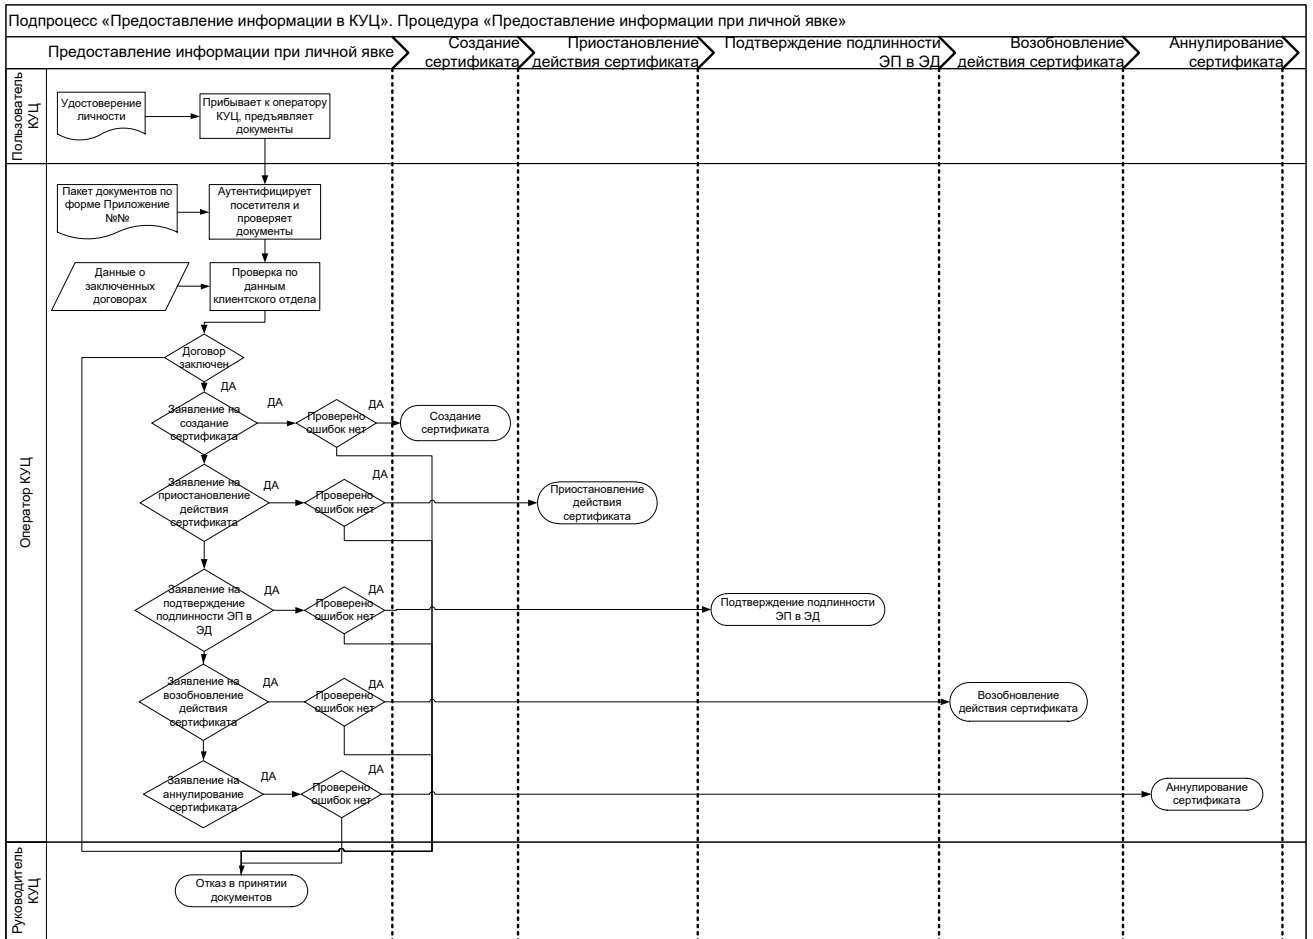 Подпроцесс «Предоставление информации в КУЦ». Процедура «Предоставление информации при личной явке»
Предоставление информации при личной явке
Создание
сертификата
Приостановление
действия сертификата
Подтверждение подлинности
ЭП в ЭД
Возобновление
действия сертификата
Аннулирование
сертификата
Пользователь
КУЦ
Удостоверение
личности
Прибывает к оператору
КУЦ, предъявляет
документы
Оператор КУЦ
Пакет документов по
форме Приложение
№№
Аутентифицирует
посетителя и
проверяет
документы
Данные о
заключенных
договорах
Проверка по
данным
клиентского отдела
Договор
заключен
ДА
Заявление на
создание
сертификата
ДА
Проверено
ошибок нет
ДА
Создание
сертификата
Заявление на
приостановление
действия
сертификата
ДА
Проверено
ошибок нет
ДА
Приостановление
действия
сертификата
Заявление на
подтверждение
подлинности ЭП в
ЭД
ДА
Проверено
ошибок нет
ДА
Подтверждение подлинности
ЭП в ЭД
Заявление на
возобновление
действия
сертификата
ДА
Проверено
ошибок нет
ДА
Возобновление
действия сертификата
Заявление на
аннулирование
сертификата
ДА
Проверено
ошибок нет
ДА
Аннулирование
сертификата
Руководитель
КУЦ
Отказ в принятии
документов